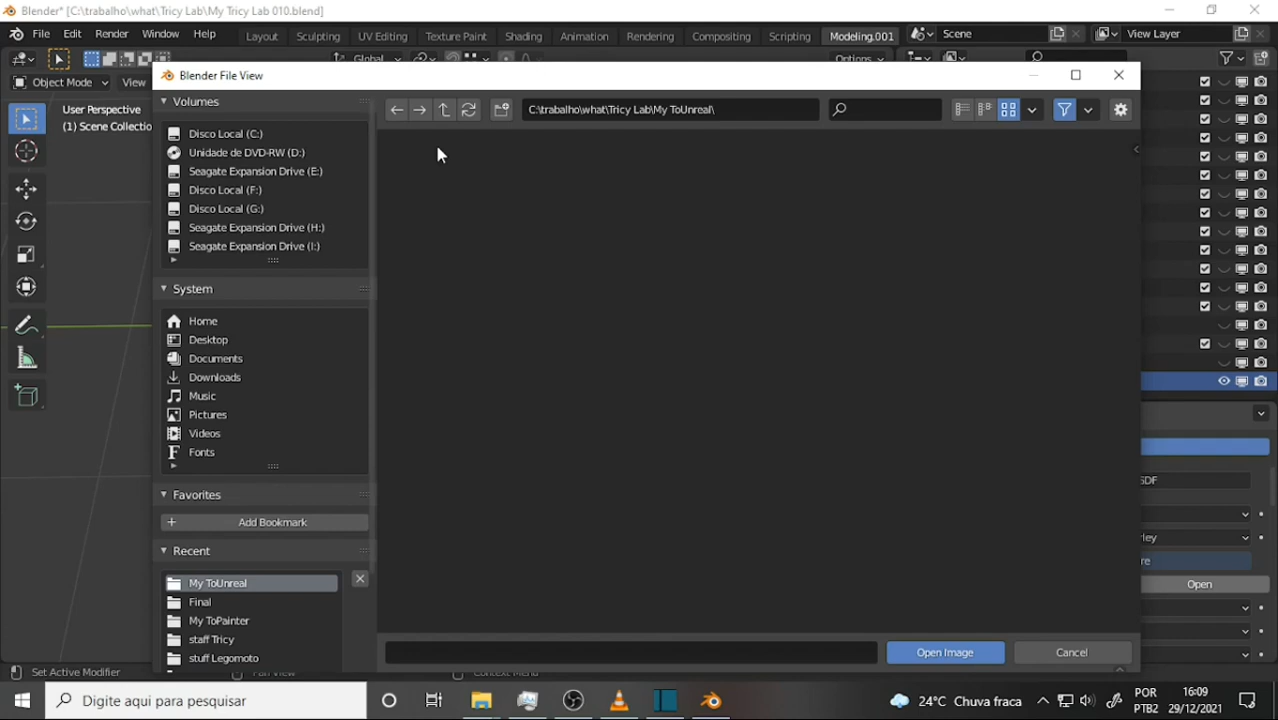 Blender* [C:\trabalho\what\Tricy Lab\My Tricy Lab 010.blend]
File Edit Render Window Help Layout Sculpting UV Editing Texture Paint Shading Animation Rendering Compositing Scripting Modeling.001 Scene View Layer
Global Options
Object Mode View
Blender File View
User Perspective
(1) Scene Collectio
Volumes
C:\trabalho\what\Tricy Lab\My ToUnreal\
Disco Local (C:)
Unidade de DVD-RW (D:)
Seagate Expansion Drive (E:)
Disco Local (F:)
Disco Local (G:)
Seagate Expansion Drive (H:)
Seagate Expansion Drive (I:)
System
Home
Desktop
Documents
Downloads
Music
Pictures
Videos
Fonts
Favorites
Add Bookmark
Recent
My ToUnreal
Final
My ToPainter
staff Tricy
stuff Legomoto
SDF
rley
re
Open
Open Image
Cancel
Set Active Modifier Pan View Context Menu
Digite aqui para pesquisar
24°C Chuva fraca
POR
PTB2
16:09
29/12/2021